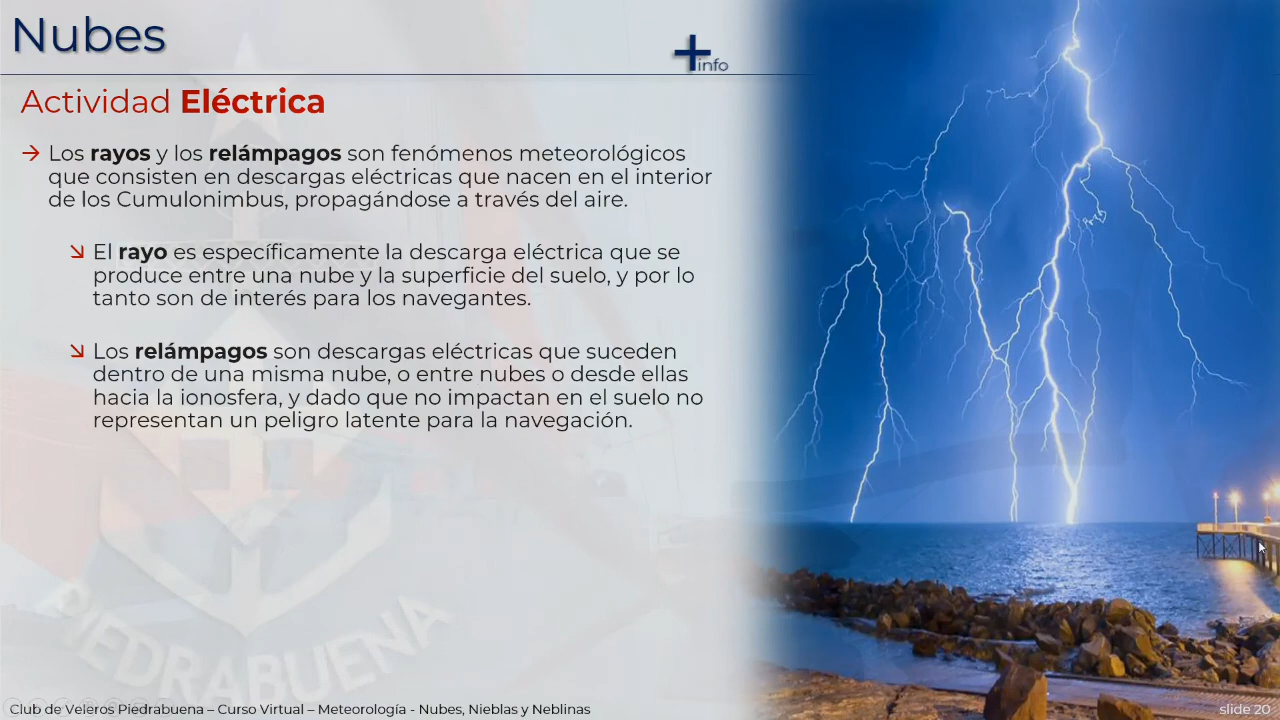 Nubes
+info
Actividad Eléctrica
→ Los rayos y los relámpagos son fenómenos meteorológicos
que consisten en descargas eléctricas que nacen en el interior
de los Cumulonimbus, propagándose a través del aire.
↘ El rayo es específicamente la descarga eléctrica que se
produce entre una nube y la superficie del suelo, y por lo
tanto son de interés para los navegantes.
↘ Los relámpagos son descargas eléctricas que suceden
dentro de una misma nube, o entre nubes o desde ellas
hacia la ionosfera, y dado que no impactan en el suelo no
representan un peligro latente para la navegación.
PIEDRABUENA
Club de Veleros Piedrabuena – Curso Virtual – Meteorología - Nubes, Nieblas y Neblinas
slide 20